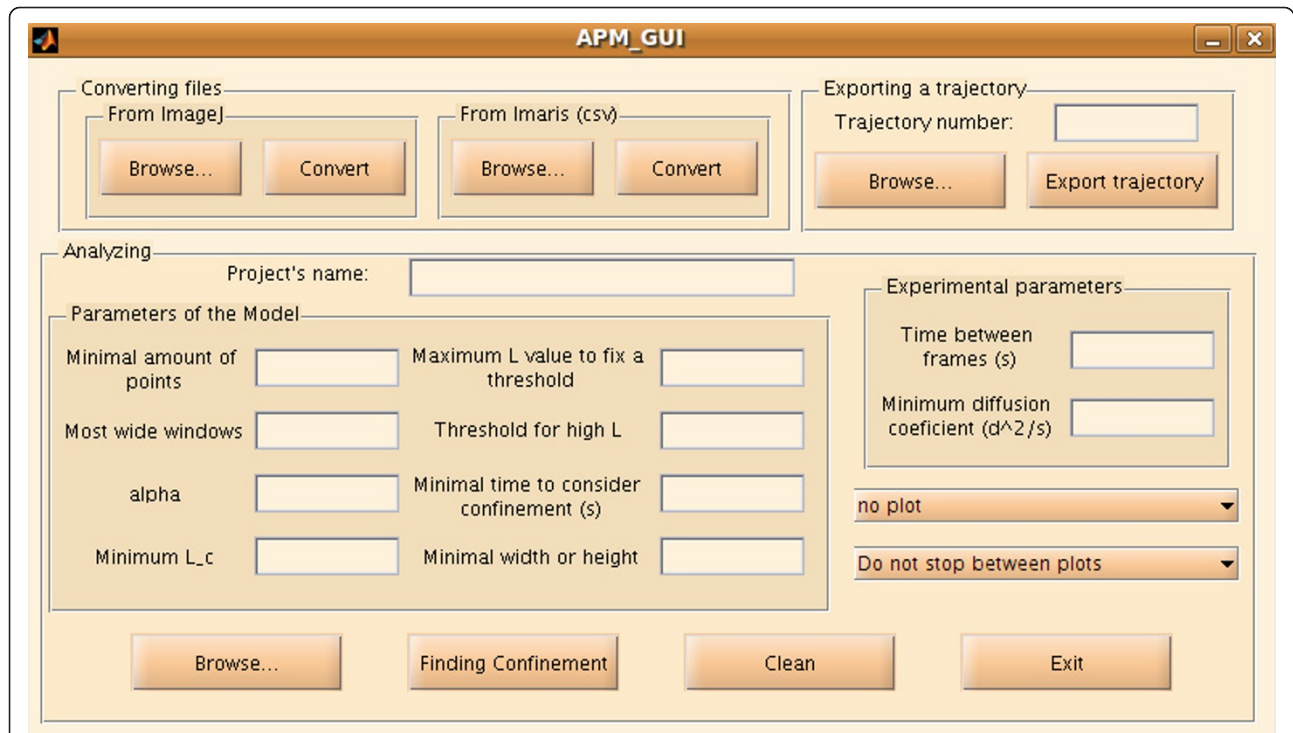 APM_GUI
Converting files
From ImageJ
Browse...
Convert
From Imaris (csv)
Browse...
Convert
Exporting a trajectory
Trajectory number:
Browse...
Export trajectory
Analyzing
Project's name:
Parameters of the Model
Minimal amount of
points
Maximum L value to fix a
threshold
Most wide windows
Threshold for high L
alpha
Minimal time to consider
confinement (s)
Minimum L_c
Minimal width or height
Experimental parameters
Time between
frames (s)
Minimum diffusion
coeficient (d^2/s)
no plot
Do not stop between plots
Browse...
Finding Confinement
Clean
Exit